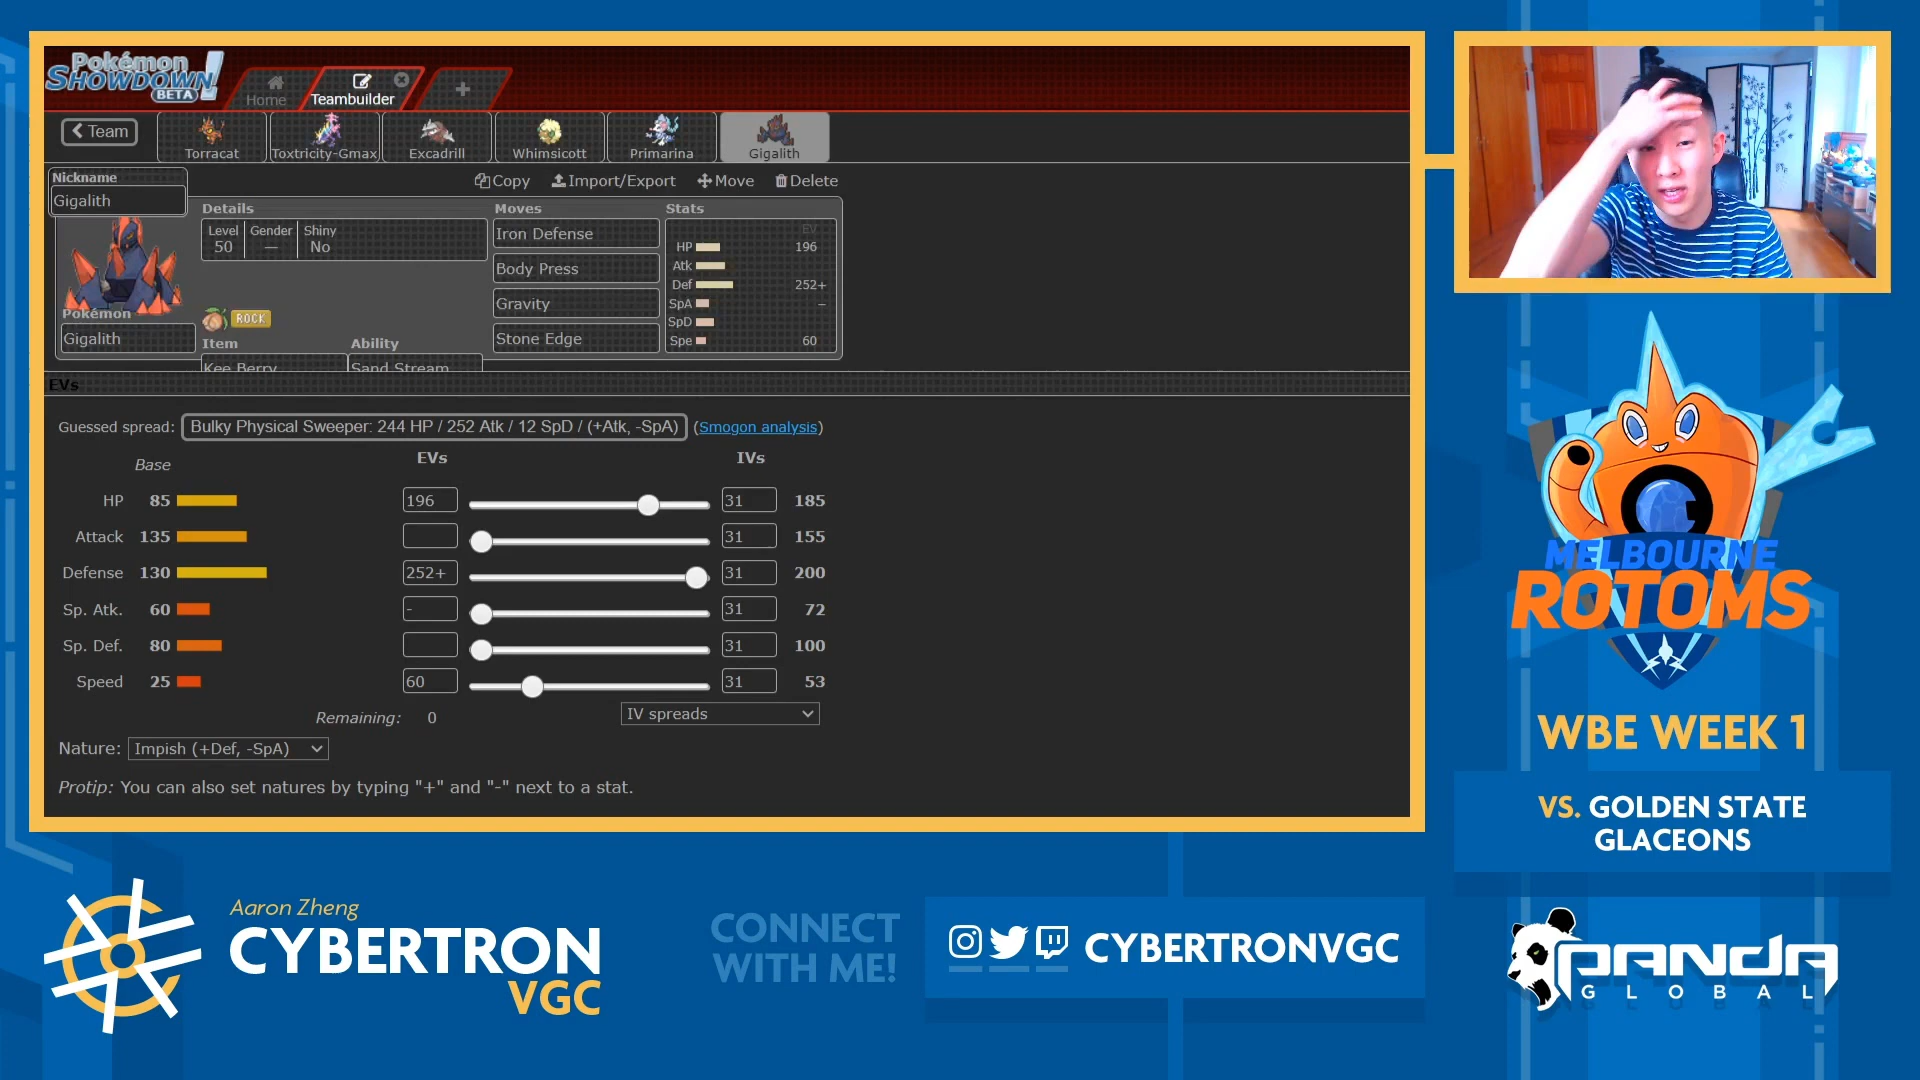 Pokémon
SHOWDOWN!
BETA
Home
Teambuilder
Team
Torracat
Toxtricity-Gmax
Excadrill
Whimsicott
Primarina
Gigalith
Copy
Import/Export
Move
Delete
Nickname
Gigalith
Details
Level
50
Gender
—
Shiny
No
Moves
Iron Defense
Body Press
Gravity
Stone Edge
Stats
EV
HP 196
Atk
Def 252+
SpA –
SpD
Spe 60
ROCK
Pokémon
Gigalith
Item
Kee Berry
Ability
Sand Stream
EVs
Guessed spread: Bulky Physical Sweeper: 244 HP / 252 Atk / 12 SpD / (+Atk, -SpA) (Smogon analysis)
Base EVs IVs
HP 85 196 31 185
Attack 135 31 155
Defense 130 252+ 31 200
Sp. Atk. 60 - 31 72
Sp. Def. 80 31 100
Speed 25 60 31 53
Remaining: 0
IV spreads
Nature: Impish (+Def, -SpA)
Protip: You can also set natures by typing "+" and "-" next to a stat.
MELBOURNE
ROTOMS
WBE WEEK 1
VS. GOLDEN STATE
GLACEONS
Aaron Zheng
CYBERTRON
VGC
CONNECT
WITH ME!
CYBERTRONVGC
PANDA
GLOBAL